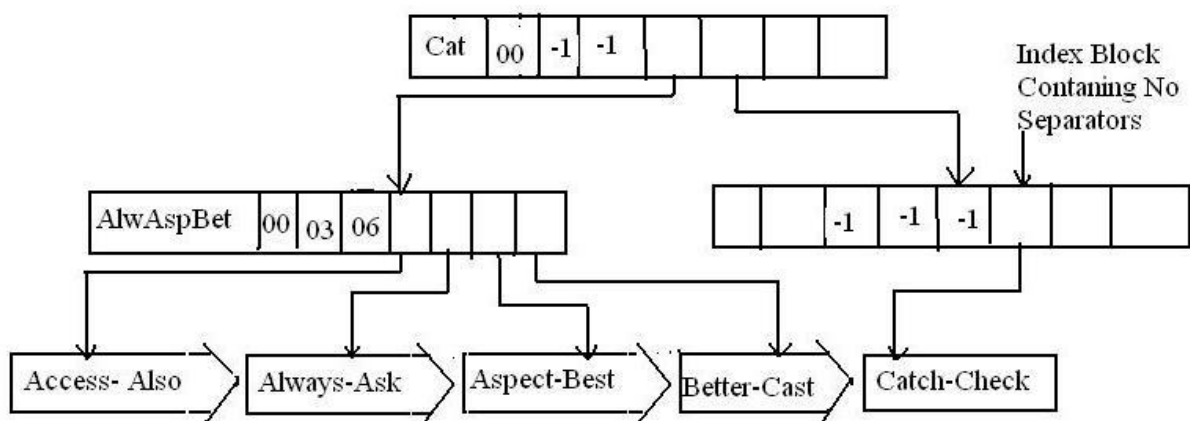 Cat 00 -1 -1
Index Block
Contaning No
Separators
AlwAspBet 00 03 06
-1 -1 -1
Access- Also
Always-Ask
Aspect-Best
Better-Cast
Catch-Check